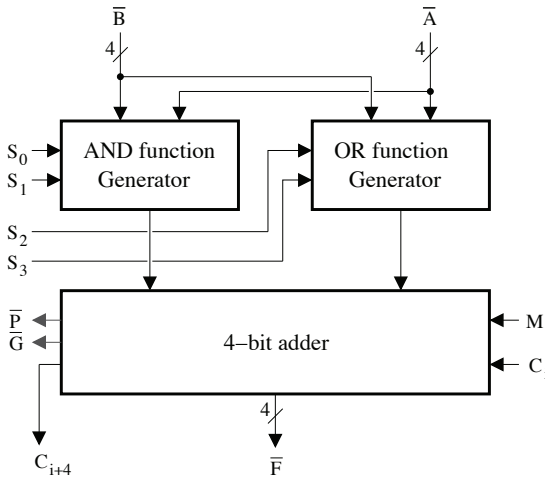 B̅ A̅
4 4
S₀ AND function OR function
S₁ Generator Generator
S₂
S₃
P̅ M
G̅ 4−bit adder
C
4
Cᵢ₊₄ F̅